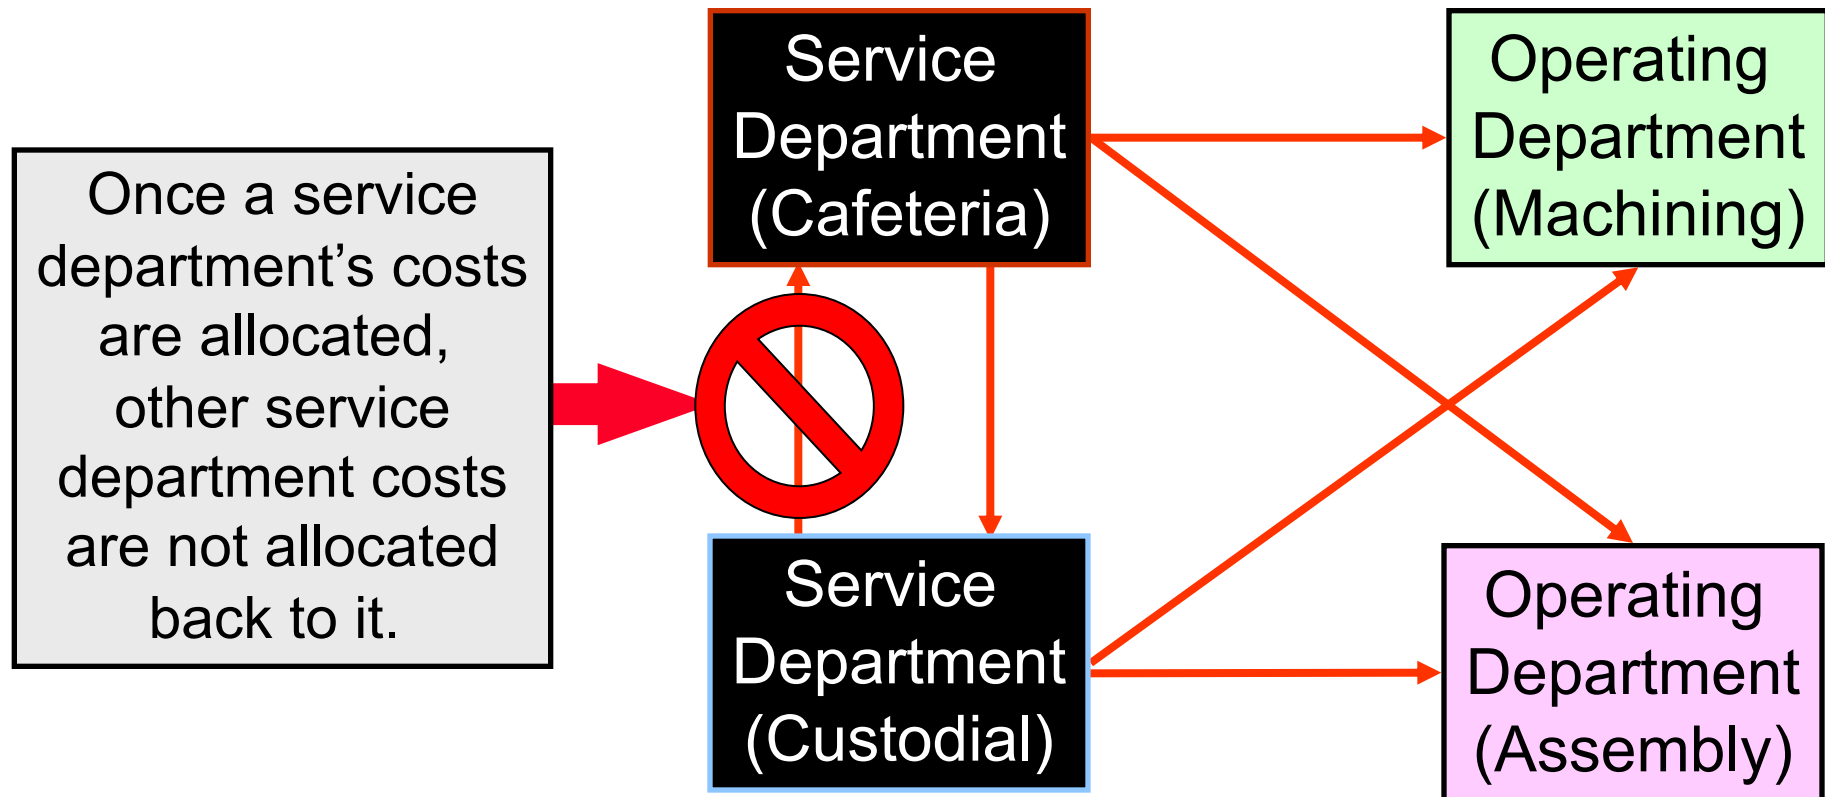 Once a service
department’s costs
are allocated,
other service
department costs
are not allocated
back to it.
Service
Department
(Cafeteria)
Operating
Department
(Machining)
Service
Department
(Custodial)
Operating
Department
(Assembly)